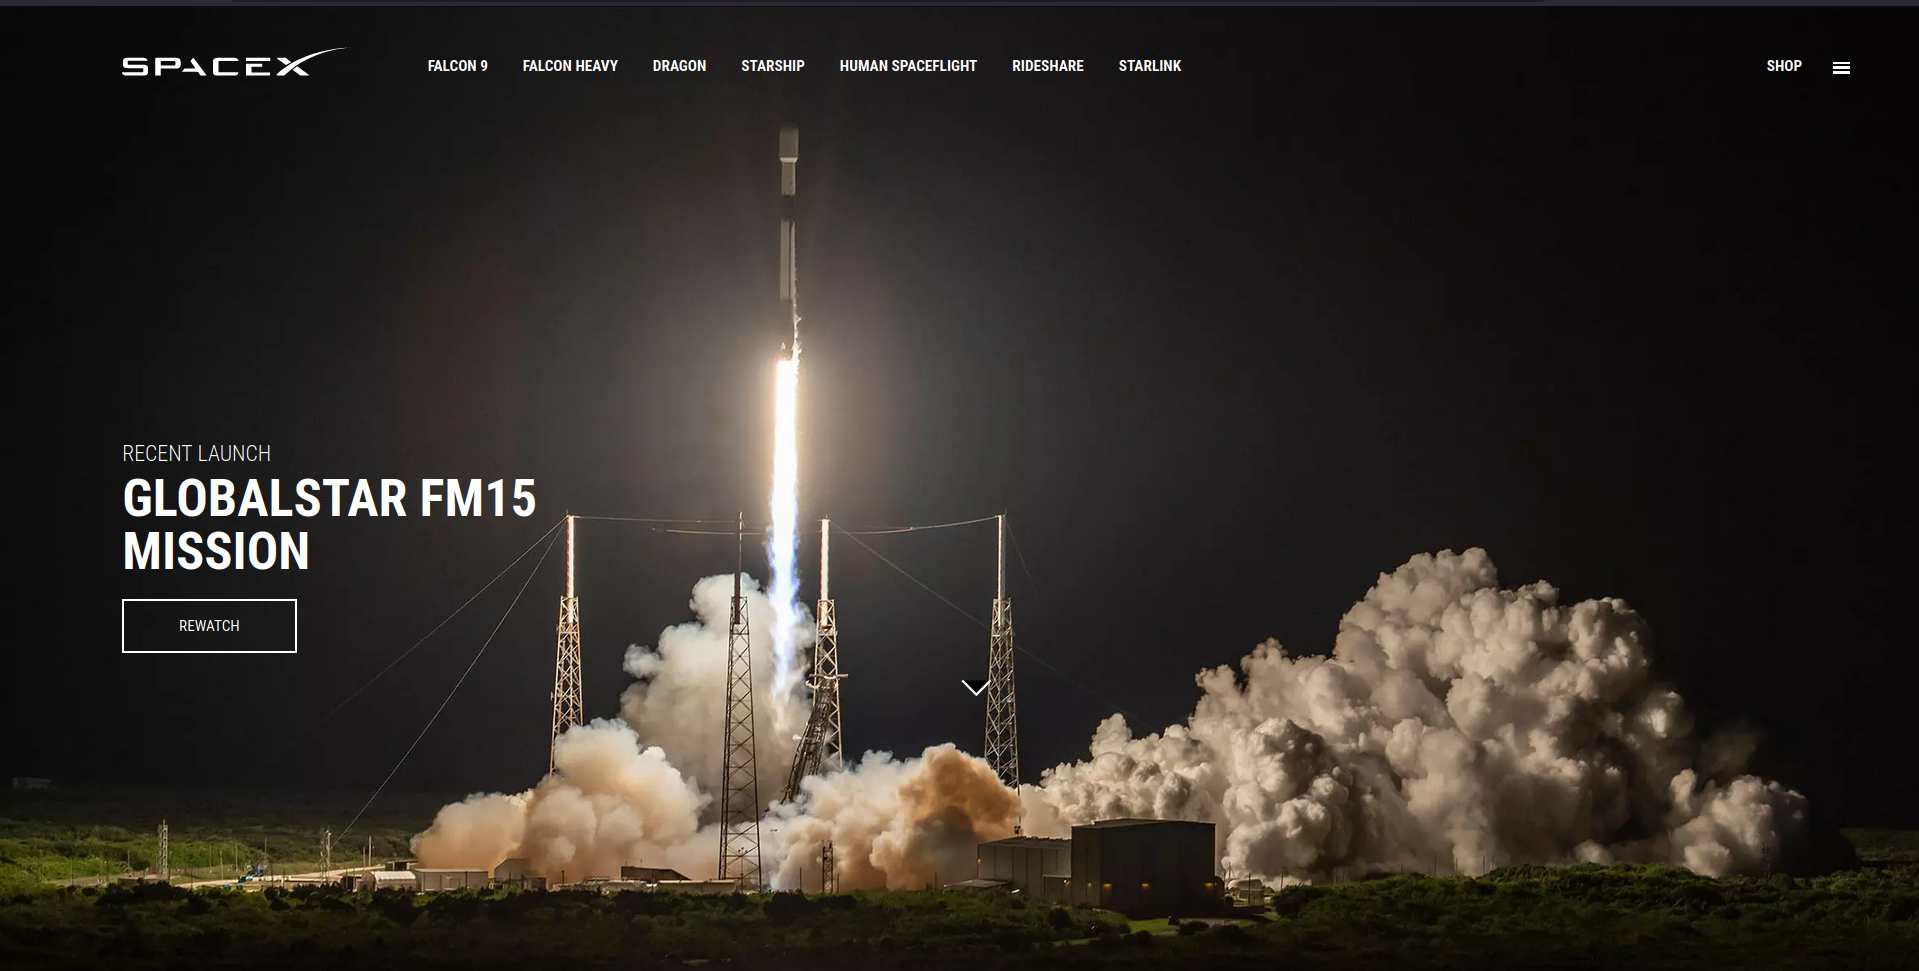 SPACEX
FALCON 9
FALCON HEAVY
DRAGON
STARSHIP
HUMAN SPACEFLIGHT
RIDESHARE
STARLINK
SHOP
RECENT LAUNCH
GLOBALSTAR FM15
MISSION
REWATCH